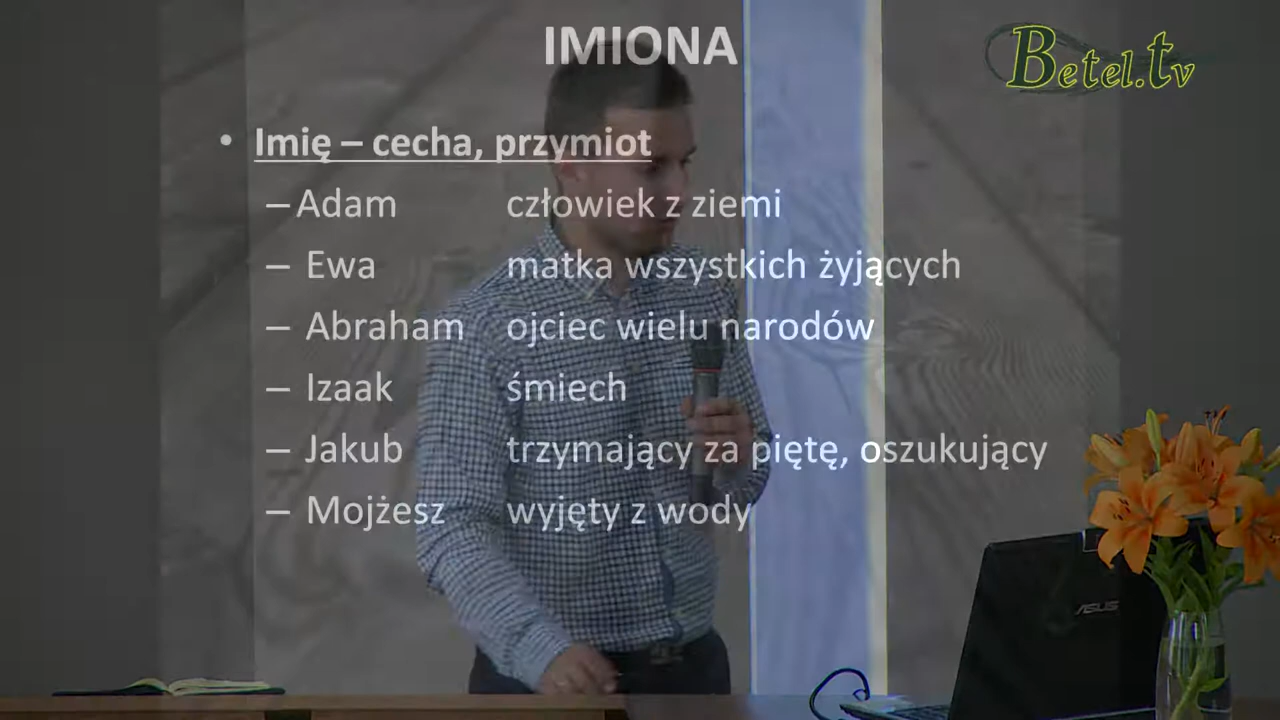 IMIONA
Betel.tv
• Imię – cecha, przymiot
– Adam człowiek z ziemi
– Ewa matka wszystkich żyjących
– Abraham ojciec wielu narodów
– Izaak śmiech
– Jakub trzymający za piętę, oszukujący
– Mojżesz wyjęty z wody
ASUS